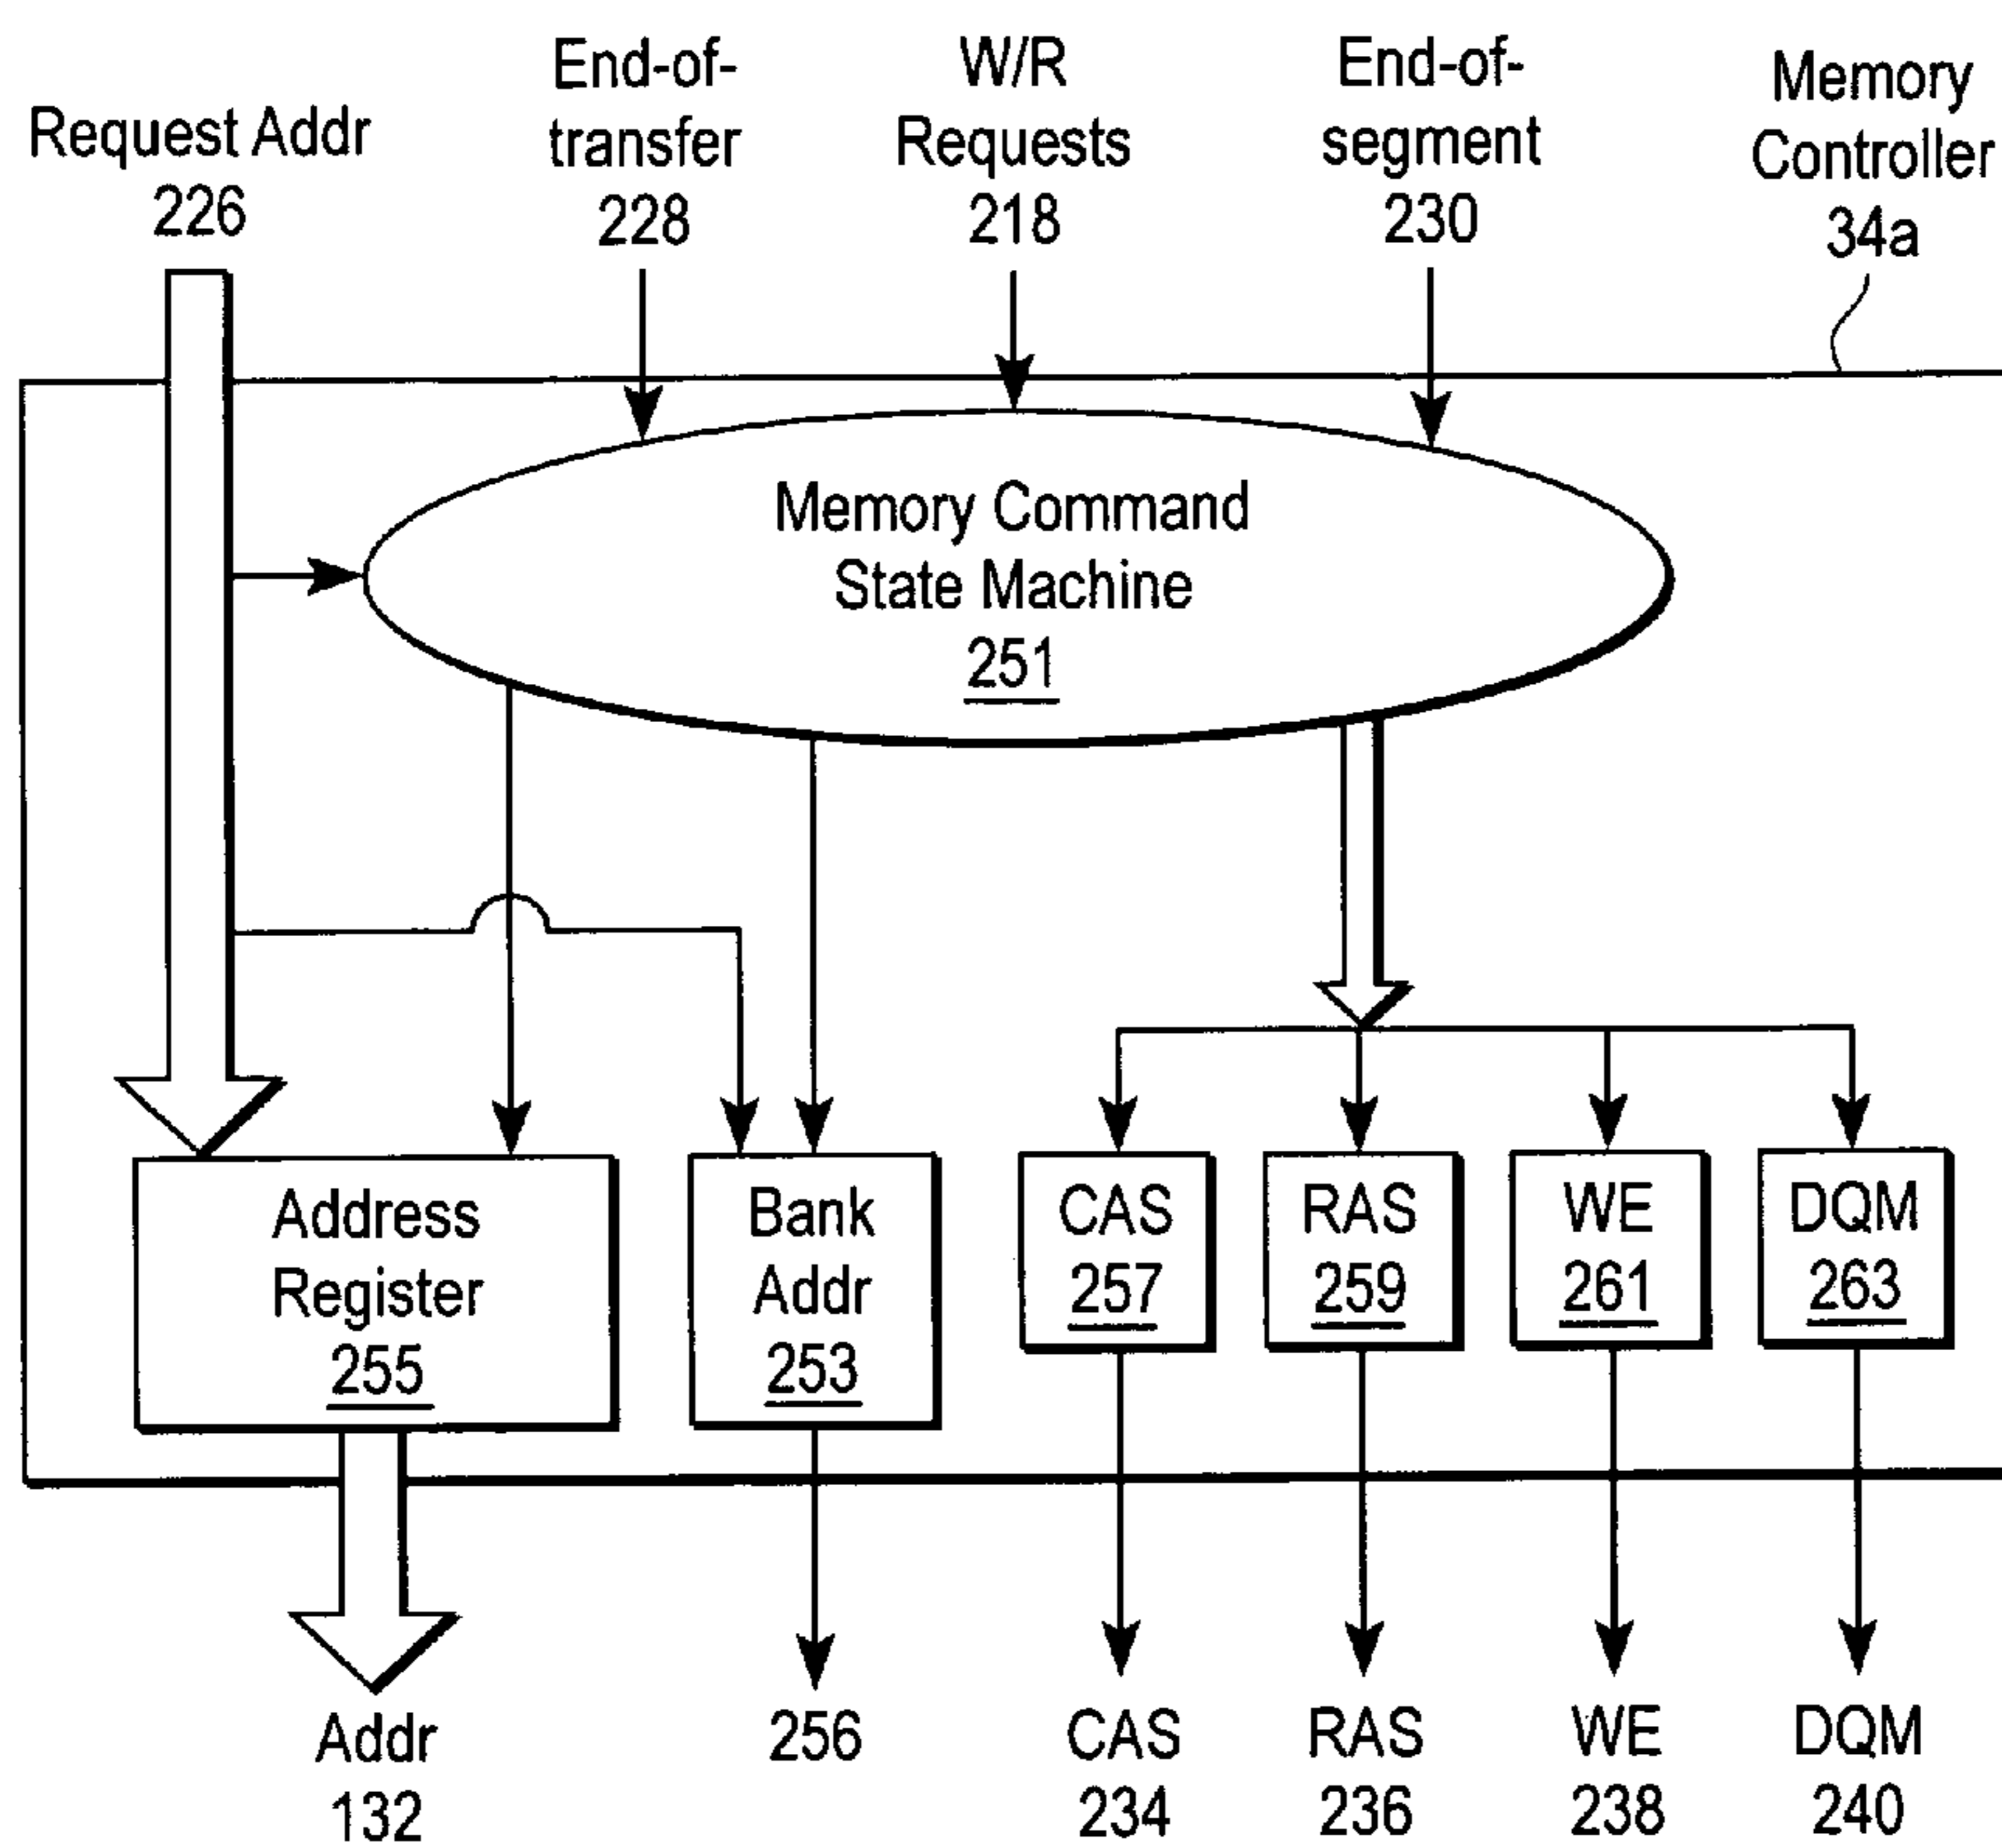 Request Addr
226
End-of-
transfer
228
W/R
Requests
218
End-of-
segment
230
Memory
Controller
34a
Memory Command
State Machine
251
Address
Register
255
Bank
Addr
253
CAS
257
RAS
259
WE
261
DQM
263
Addr
132
256
CAS
234
RAS
236
WE
238
DQM
240